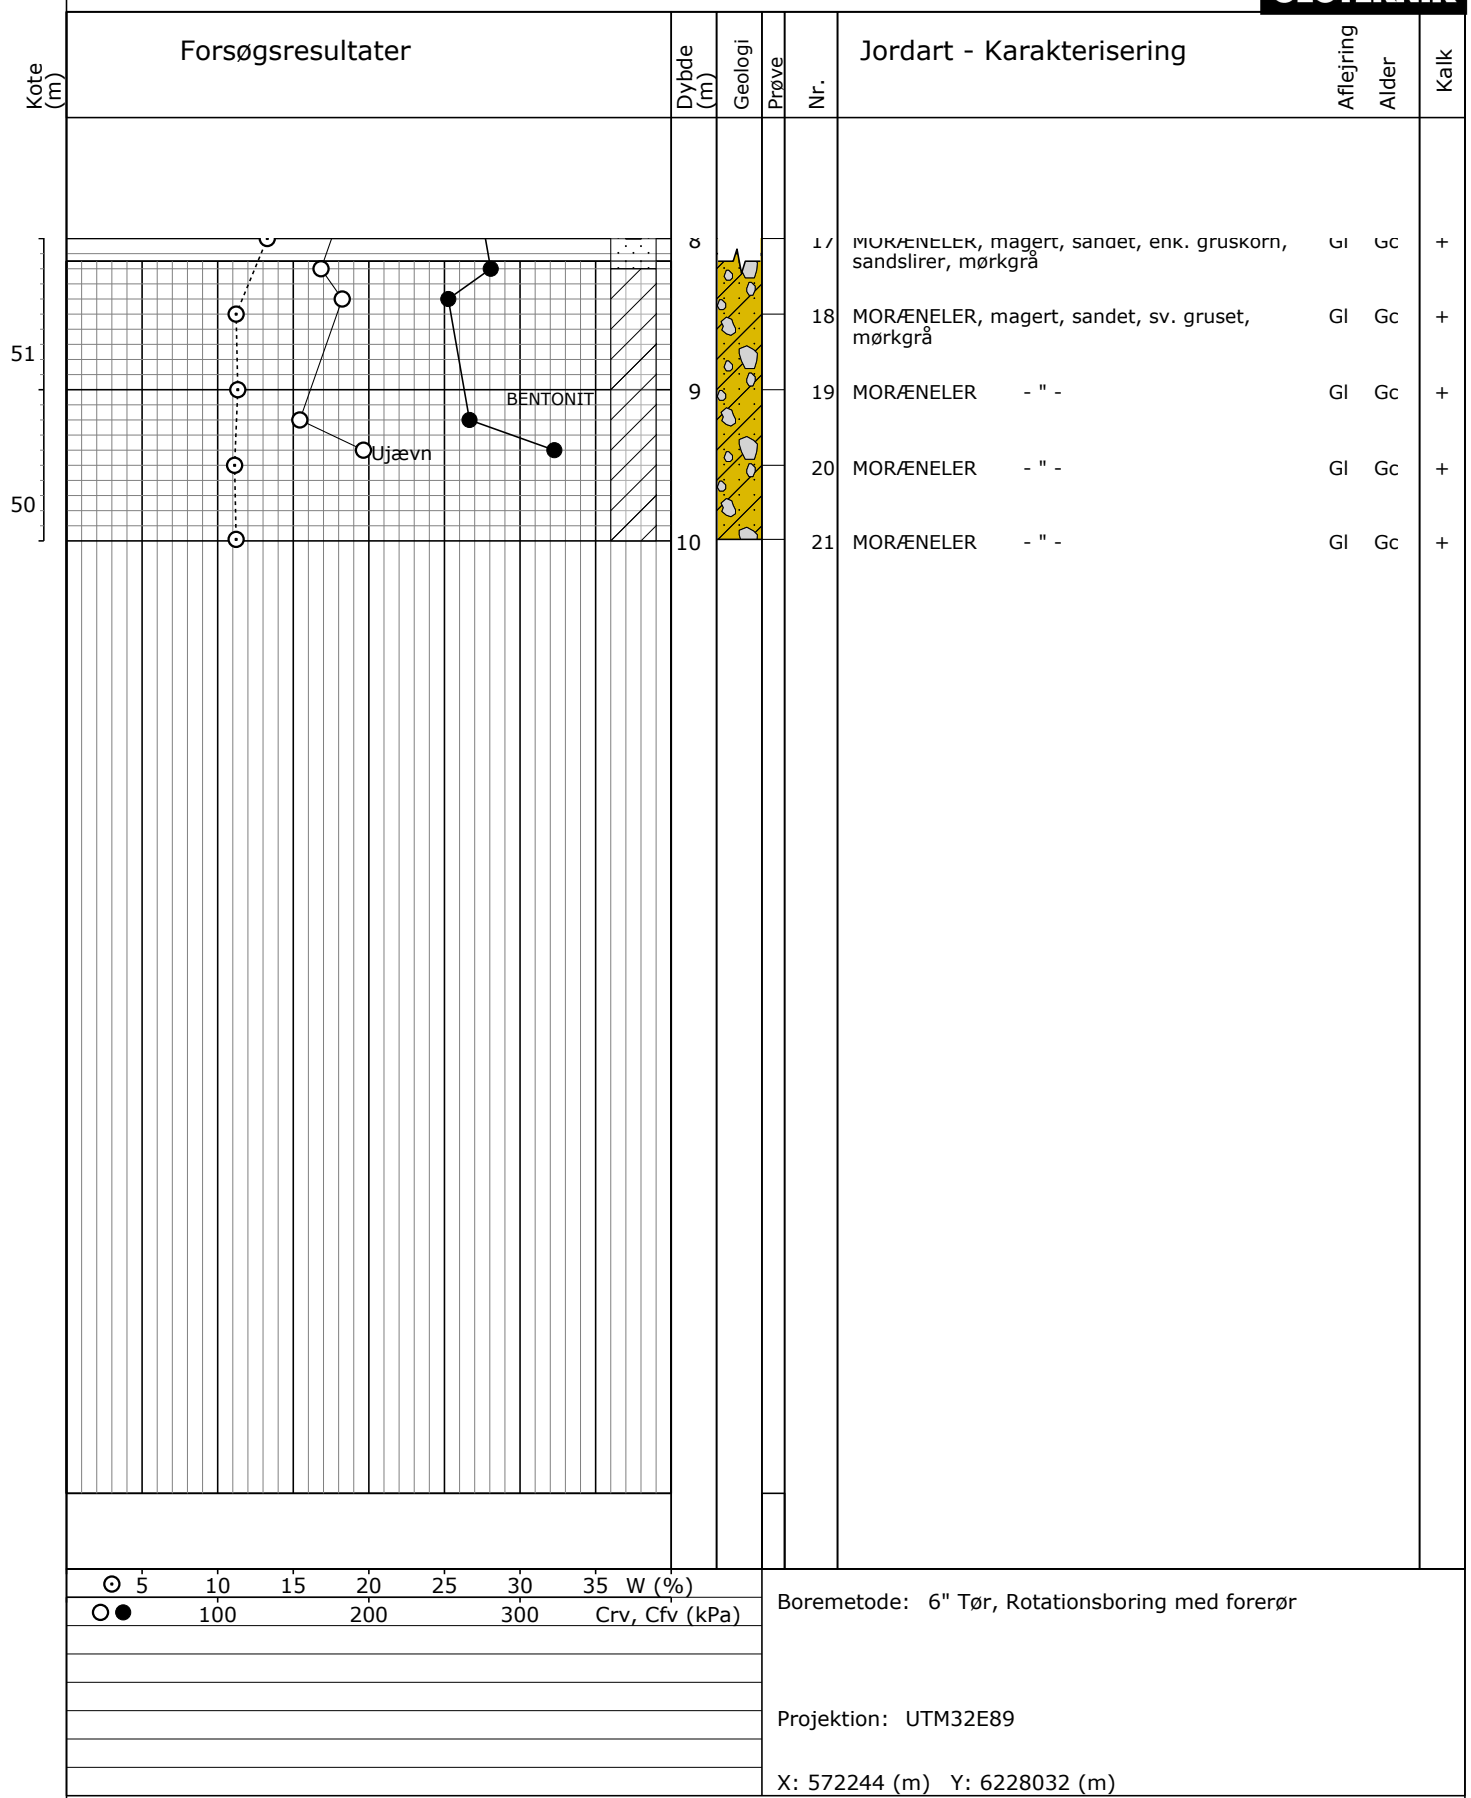 Forsøgsresultater
Jordart - Karakterisering
Kote (m)
Dybde (m)
Geologi
Prøve
Nr.
Aflejring
Alder
Kalk
8 17 MORÆNELER, magert, sandet, enk. gruskorn, Gl Gc +
sandslirer, mørkgrå
18 MORÆNELER, magert, sandet, sv. gruset, Gl Gc +
mørkgrå
51
9 19 MORÆNELER - " - Gl Gc +
BENTONIT
Ujævn
20 MORÆNELER - " - Gl Gc +
50
10 21 MORÆNELER - " - Gl Gc +
5 10 15 20 25 30 35 W (%)
100 200 300 Crv, Cfv (kPa)
Boremetode: 6" Tør, Rotationsboring med forerør
Projektion: UTM32E89
X: 572244 (m) Y: 6228032 (m)